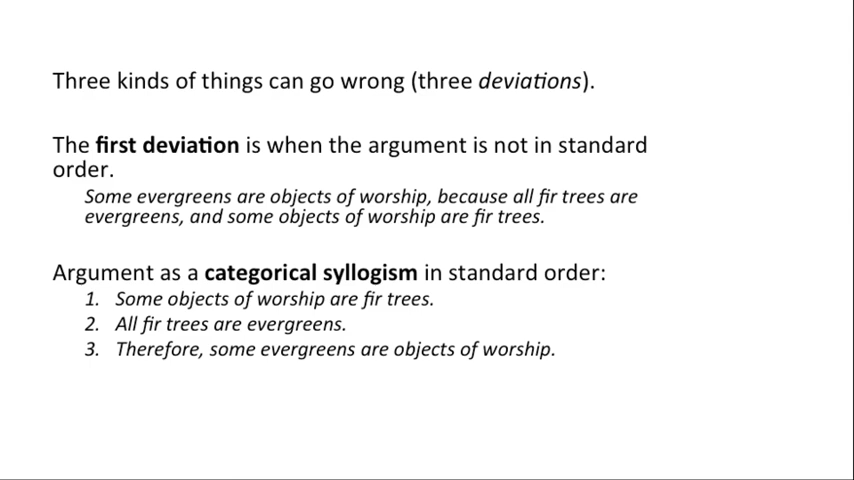 Three kinds of things can go wrong (three deviations).
The first deviation is when the argument is not in standard
order.
Some evergreens are objects of worship, because all fir trees are
evergreens, and some objects of worship are fir trees.
Argument as a categorical syllogism in standard order:
1. Some objects of worship are fir trees.
2. All fir trees are evergreens.
3. Therefore, some evergreens are objects of worship.